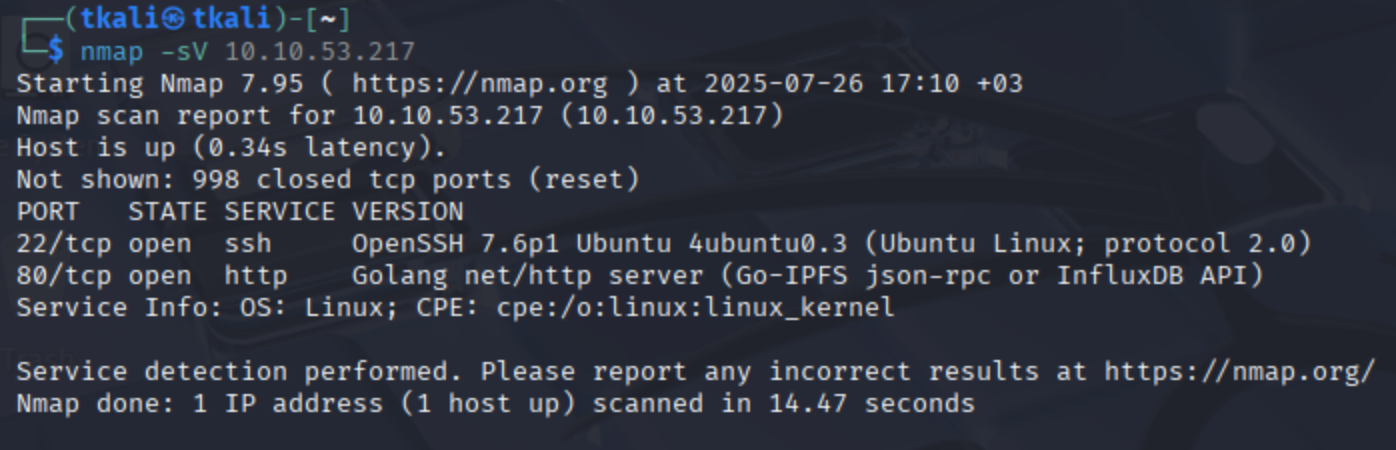 ┌──(tkali㉿tkali)-[~]
└─$ nmap -sV 10.10.53.217
Starting Nmap 7.95 ( https://nmap.org ) at 2025-07-26 17:10 +03
Nmap scan report for 10.10.53.217 (10.10.53.217)
Host is up (0.34s latency).
Not shown: 998 closed tcp ports (reset)
PORT   STATE SERVICE VERSION
22/tcp open  ssh     OpenSSH 7.6p1 Ubuntu 4ubuntu0.3 (Ubuntu Linux; protocol 2.0)
80/tcp open  http    Golang net/http server (Go-IPFS json-rpc or InfluxDB API)
Service Info: OS: Linux; CPE: cpe:/o:linux:linux_kernel
Service detection performed. Please report any incorrect results at https://nmap.org/
Nmap done: 1 IP address (1 host up) scanned in 14.47 seconds